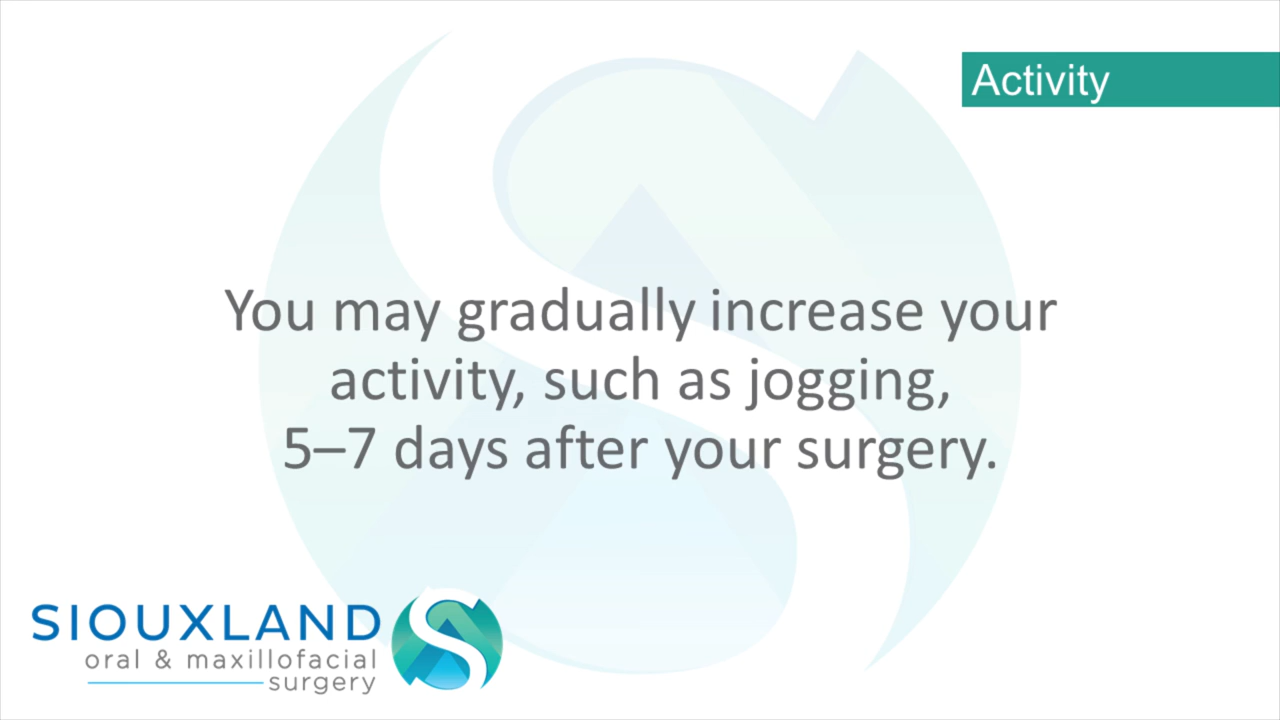 Activity
You may gradually increase your
activity, such as jogging,
5–7 days after your surgery.
SIOUXLAND
oral & maxillofacial
surgery